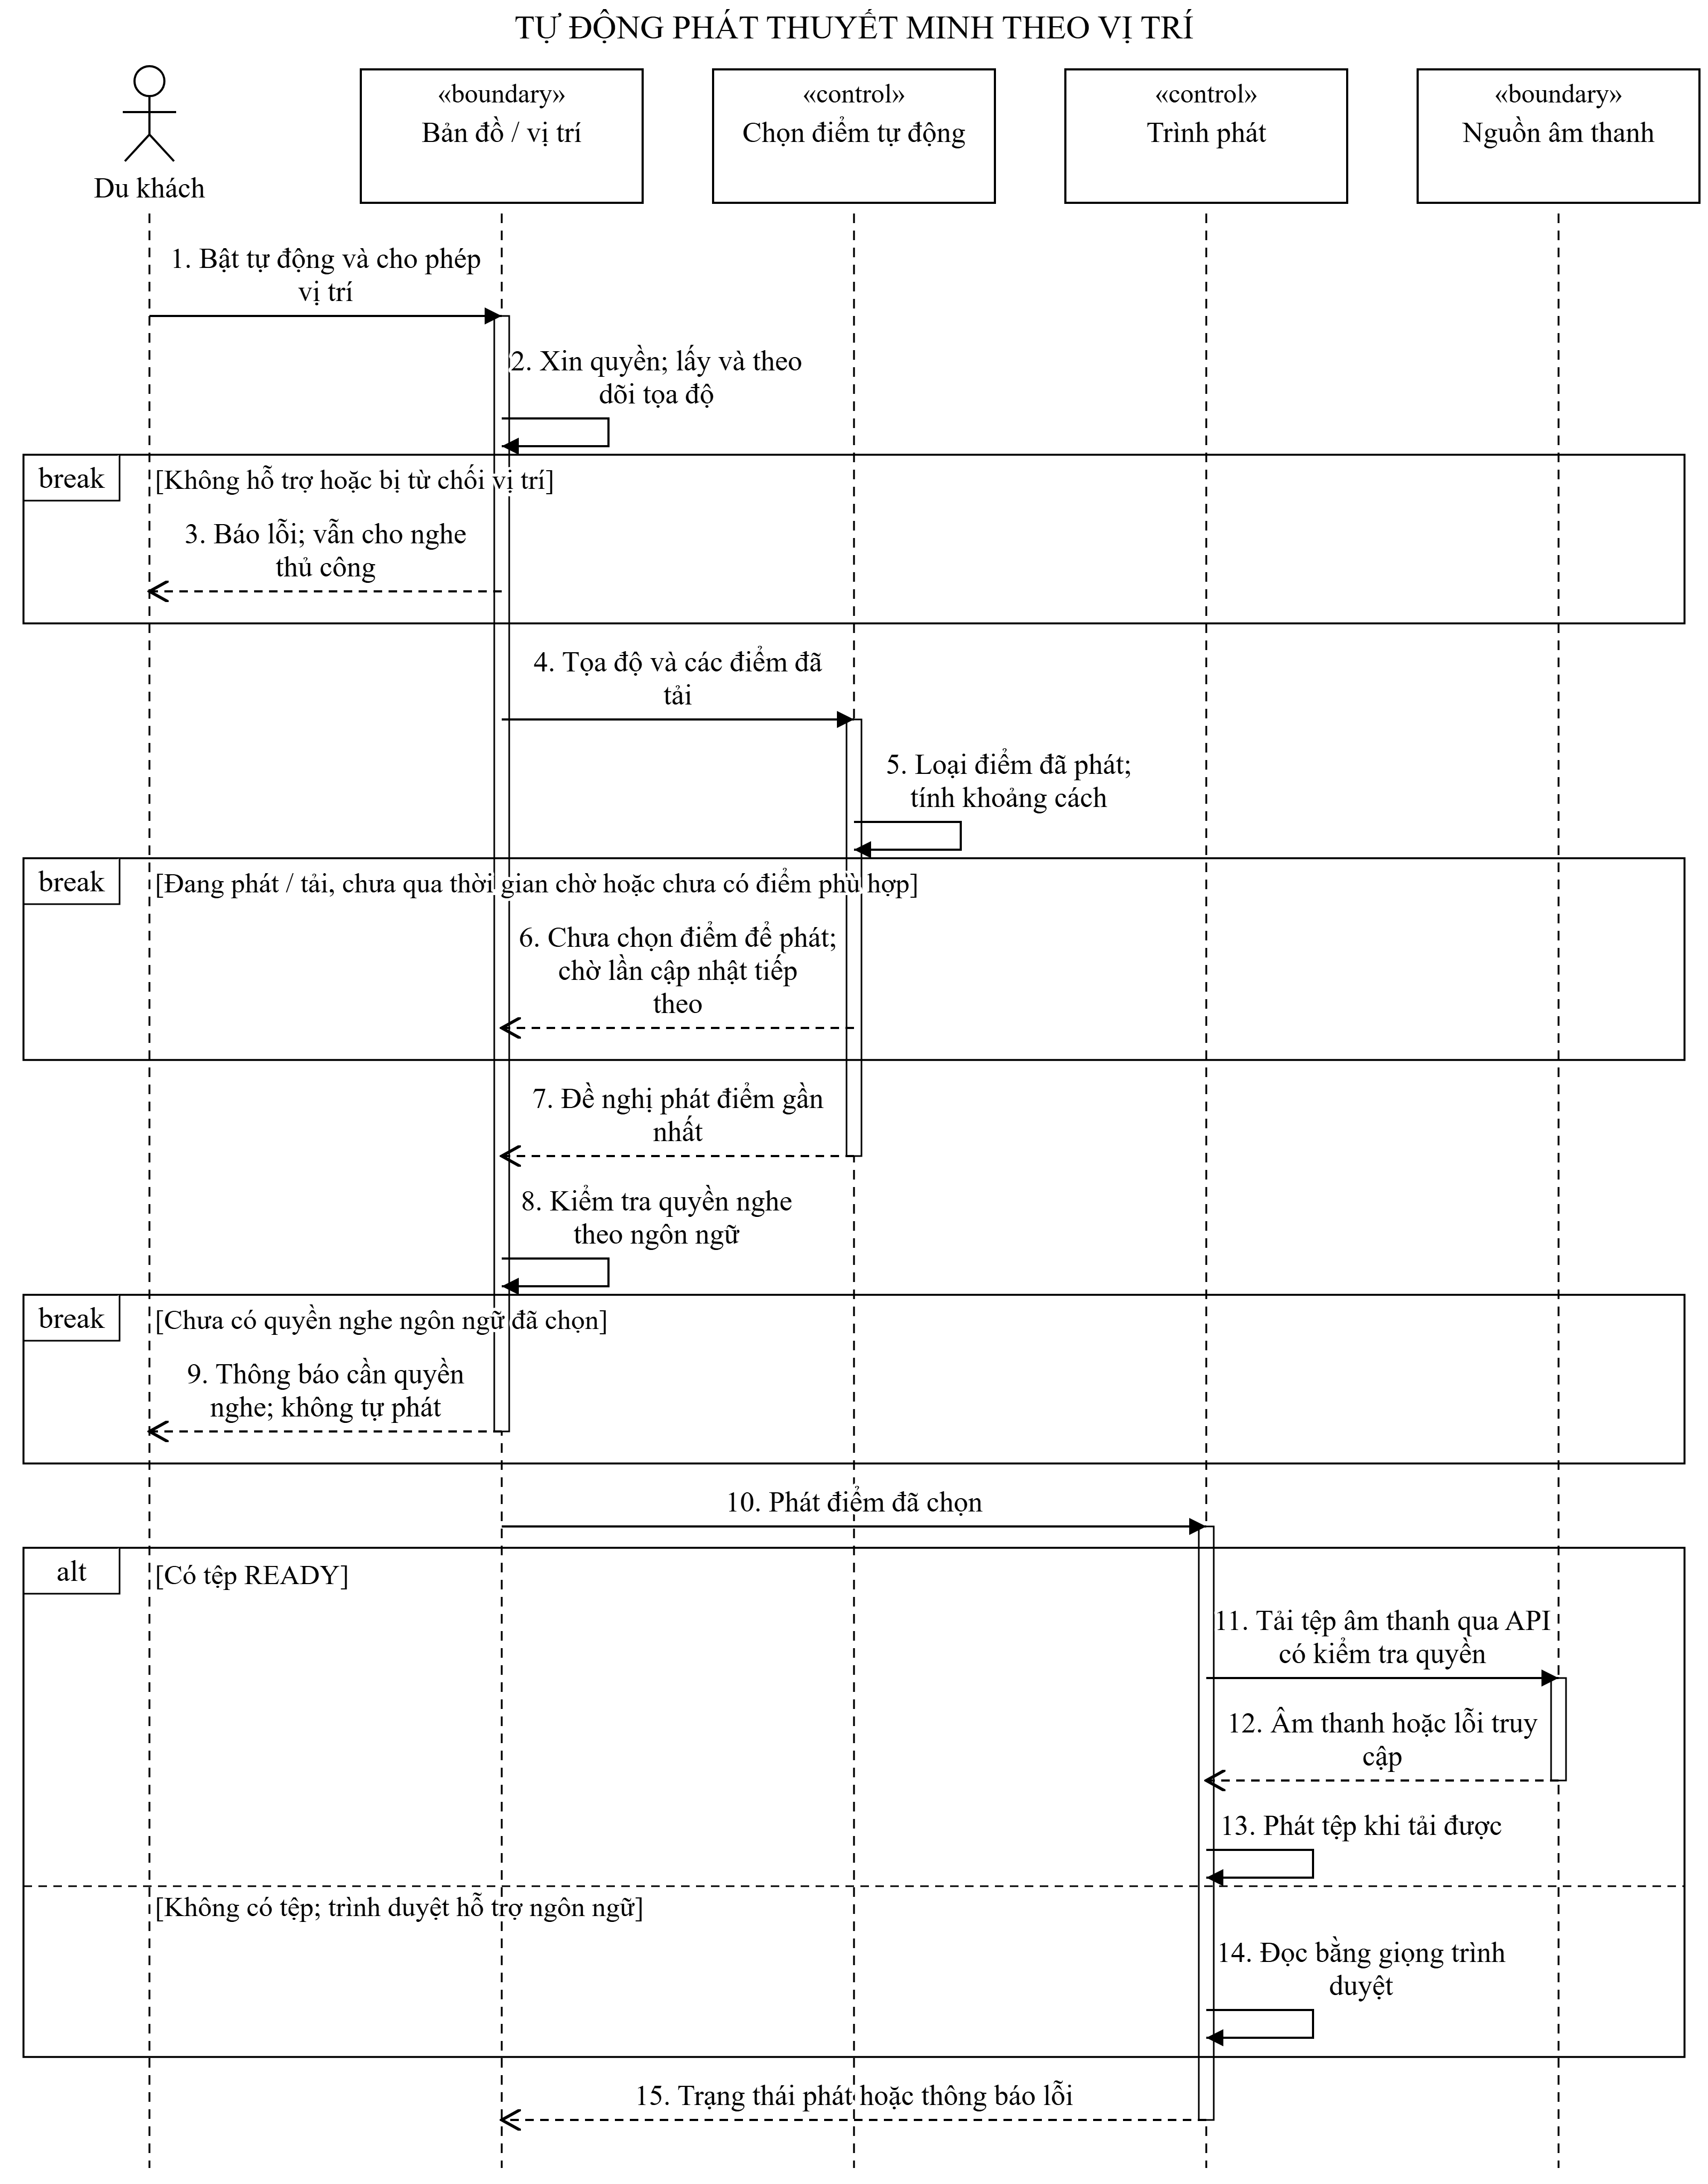 TỰ ĐỘNG PHÁT THUYẾT MINH THEO VỊ TRÍ
Du khách
«boundary»
Bản đồ / vị trí
«control»
Chọn điểm tự động
«control»
Trình phát
«boundary»
Nguồn âm thanh
1. Bật tự động và cho phép
vị trí
2. Xin quyền; lấy và theo
dõi tọa độ
break
[Không hỗ trợ hoặc bị từ chối vị trí]
3. Báo lỗi; vẫn cho nghe
thủ công
4. Tọa độ và các điểm đã
tải
5. Loại điểm đã phát;
tính khoảng cách
break
[Đang phát / tải, chưa qua thời gian chờ hoặc chưa có điểm phù hợp]
6. Chưa chọn điểm để phát;
chờ lần cập nhật tiếp
theo
7. Đề nghị phát điểm gần
nhất
8. Kiểm tra quyền nghe
theo ngôn ngữ
break
[Chưa có quyền nghe ngôn ngữ đã chọn]
9. Thông báo cần quyền
nghe; không tự phát
10. Phát điểm đã chọn
alt
[Có tệp READY]
11. Tải tệp âm thanh qua API
có kiểm tra quyền
12. Âm thanh hoặc lỗi truy
cập
13. Phát tệp khi tải được
[Không có tệp; trình duyệt hỗ trợ ngôn ngữ]
14. Đọc bằng giọng trình
duyệt
15. Trạng thái phát hoặc thông báo lỗi